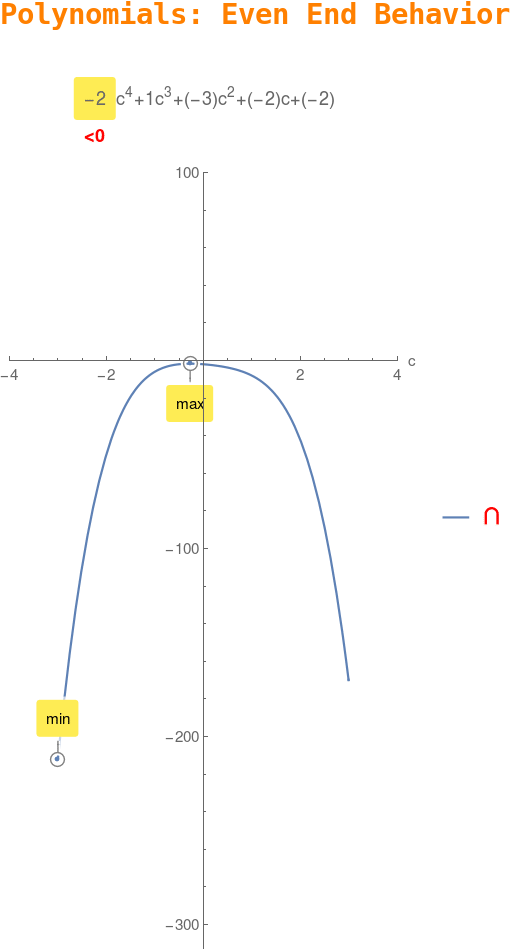 Polynomials: Even End Behavior
−2 c⁴+1c³+(−3)c²+(−2)c+(−2)
<0
100
c
−4 −2 2 4
max
−100
∩
min
−200
−300